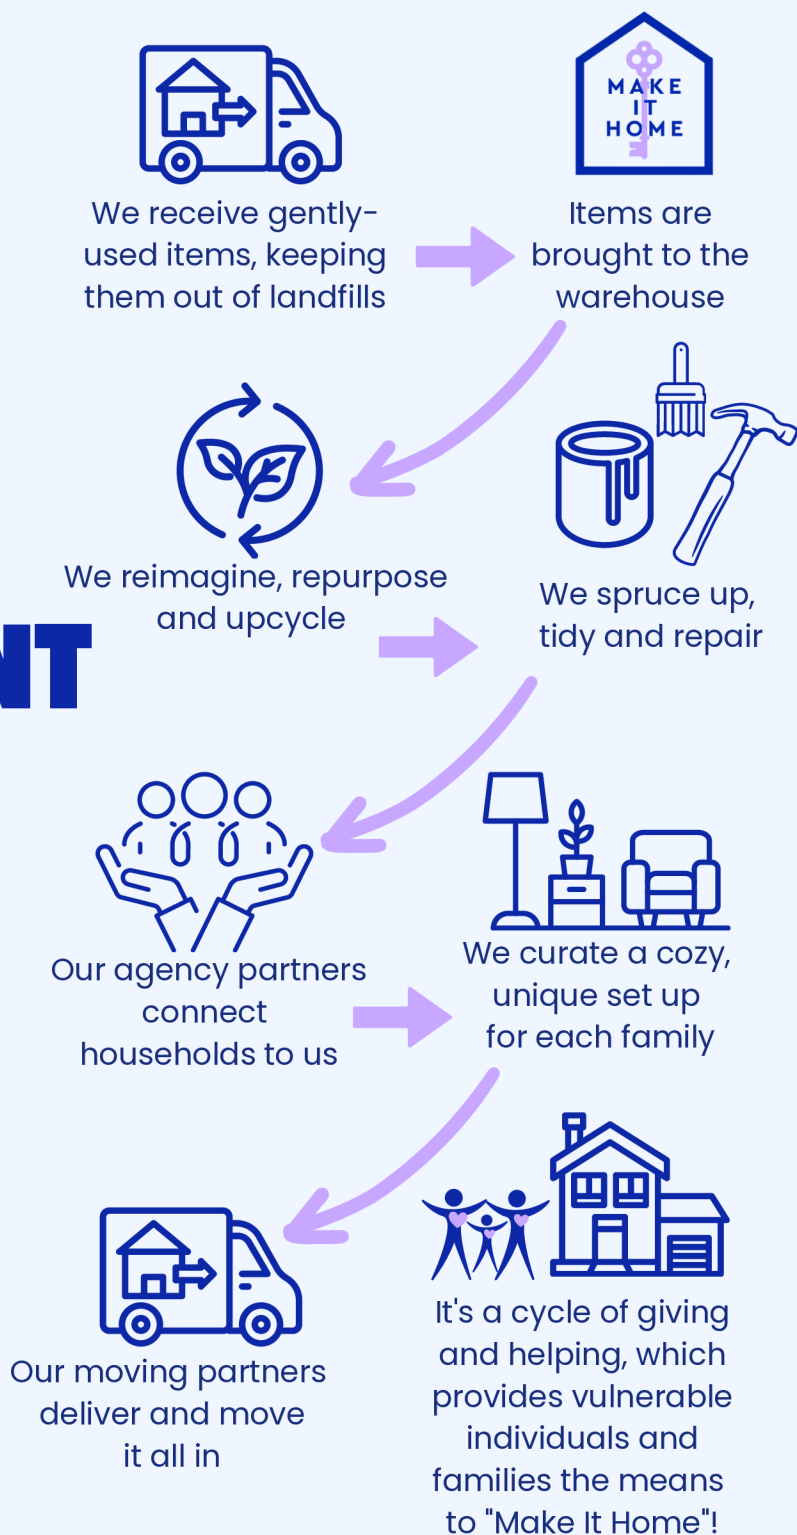 MAKE
IT
HOME
We receive gently-
used items, keeping
them out of landfills
Items are
brought to the
warehouse
We reimagine, repurpose
and upcycle
We spruce up,
tidy and repair
NT
Our agency partners
connect
households to us
We curate a cozy,
unique set up
for each family
Our moving partners
deliver and move
it all in
It's a cycle of giving
and helping, which
provides vulnerable
individuals and
families the means
to "Make It Home"!